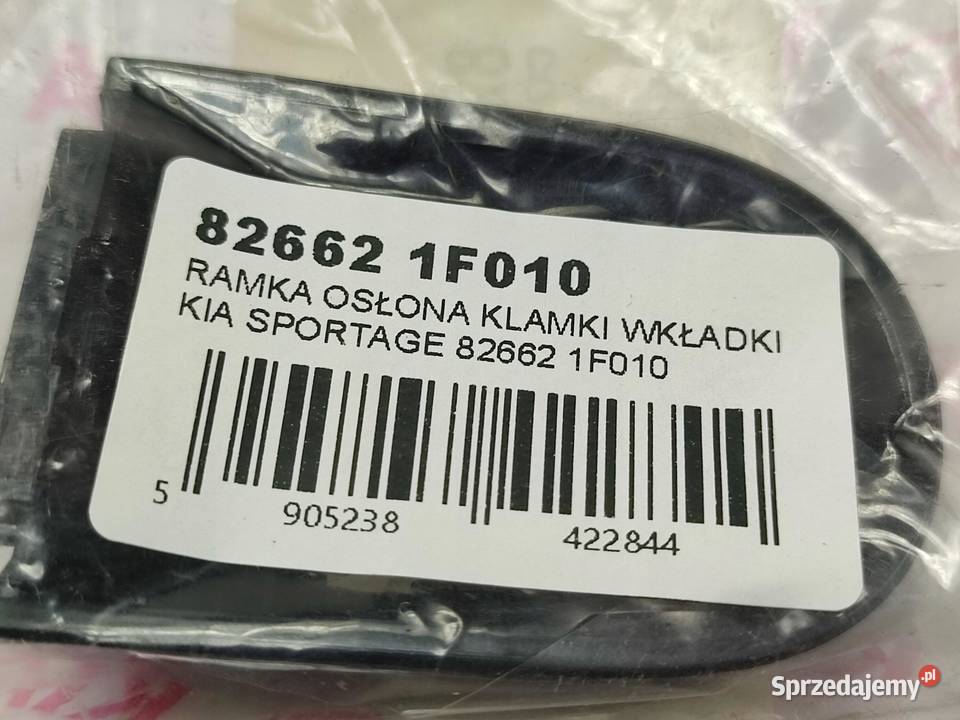 82662 1F010
RAMKA OSŁONA KLAMKI WKŁADKI
KIA SPORTAGE 82662 1F010
5 905238 422844
Sprzedajemy.pl